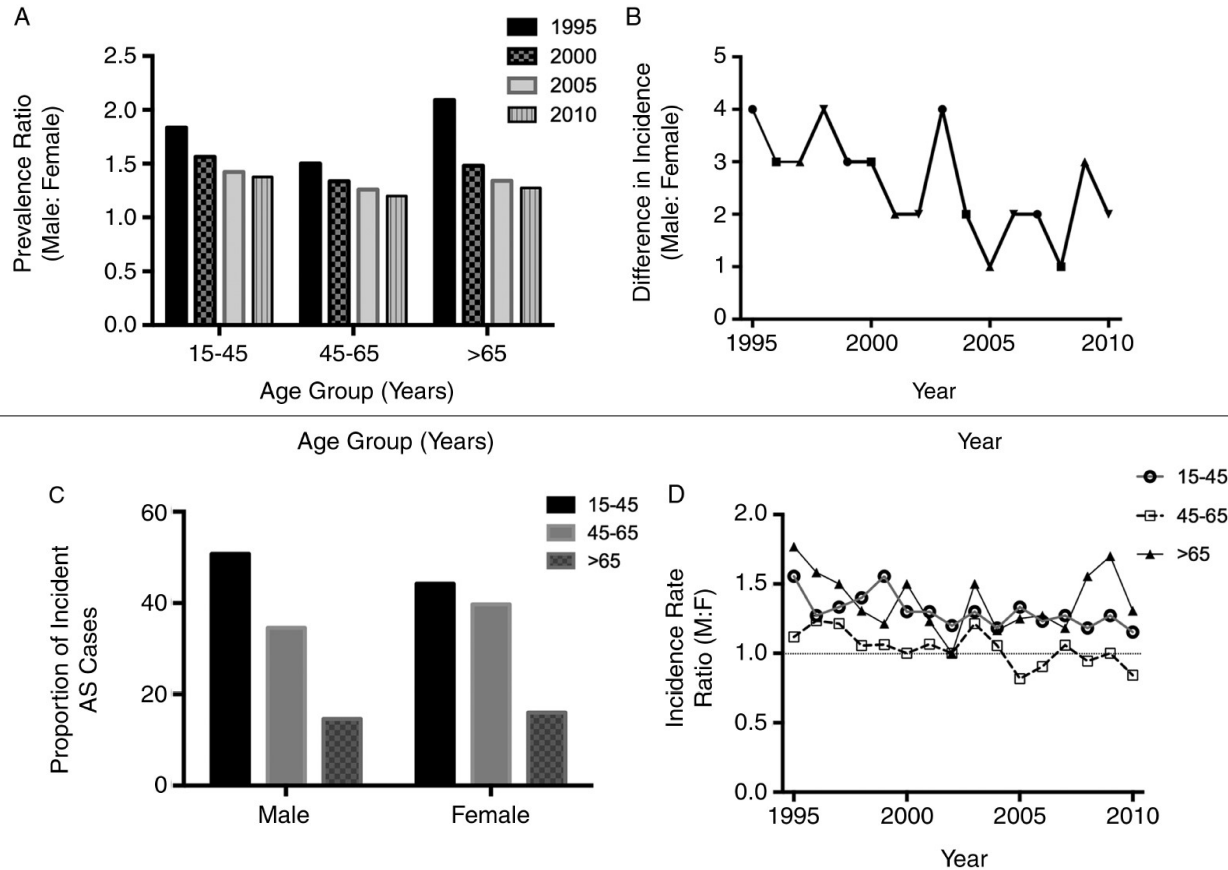 A
1995
2000
2005
2010
2.5
2.0
1.5
1.0
0.5
0.0
Prevalence Ratio
(Male: Female)
15-45
45-65
>65
Age Group (Years)
B
5
4
3
2
1
0
Difference in Incidence
(Male: Female)
1995
2000
2005
2010
Year
Age Group (Years)
Year
C
15-45
45-65
>65
60
40
20
0
Proportion of Incident
AS Cases
Male
Female
D
15-45
45-65
>65
2.0
1.5
1.0
0.5
0.0
Incidence Rate
Ratio (M:F)
1995
2000
2005
2010
Year